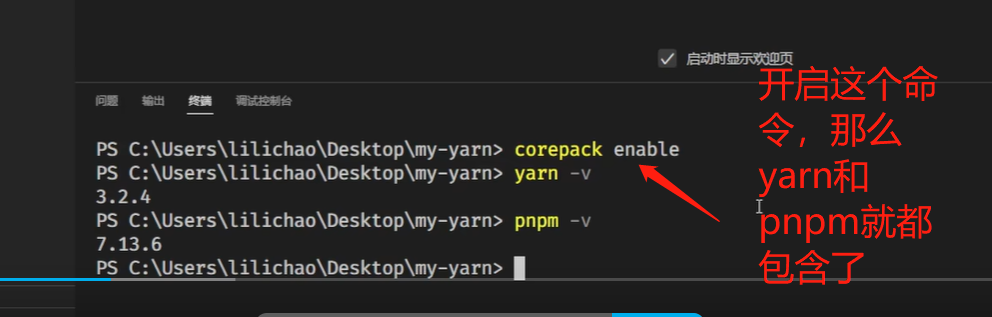 启动时显示欢迎页
开启这个命
令，那么
yarn和
pnpm就都
包含了
问题 输出 终端 调试控制台
PS C:\Users\lilichao\Desktop\my-yarn> corepack enable
PS C:\Users\lilichao\Desktop\my-yarn> yarn -v
3.2.4
PS C:\Users\lilichao\Desktop\my-yarn> pnpm -v
7.13.6
PS C:\Users\lilichao\Desktop\my-yarn>